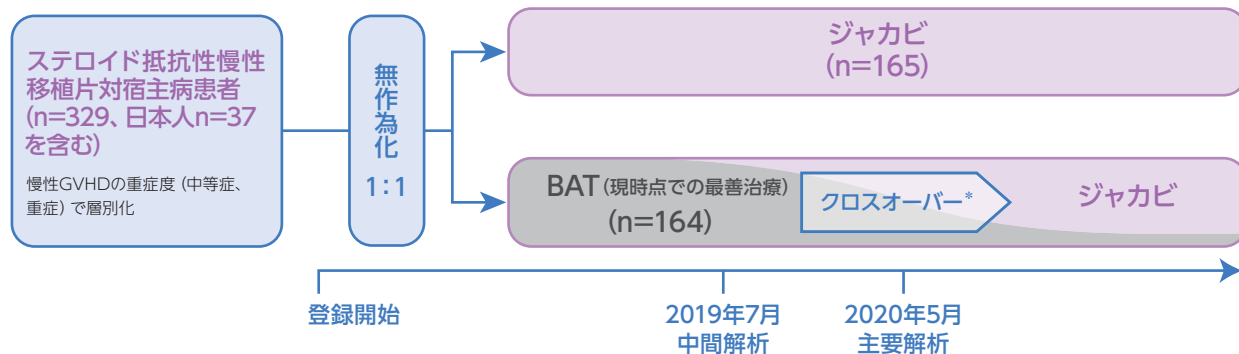 ステロイド抵抗性慢性
移植片対宿主病患者
(n=329、日本人n=37
を含む)
慢性GVHDの重症度 (中等症、
重症) で層別化
無作為化
1:1
ジャカビ
(n=165)
BAT (現時点での最善治療)
(n=164)
クロスオーバー*
ジャカビ
登録開始
2019年7月
中間解析
2020年5月
主要解析